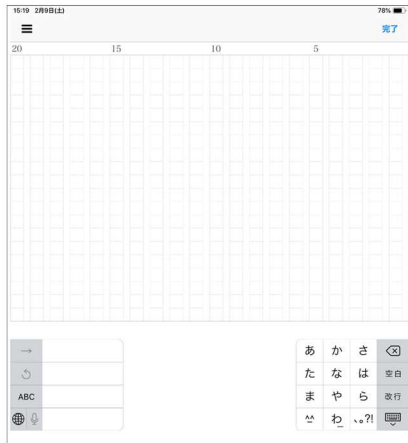 15:19 2月9日(土) 78%
完了
20 15 10 5
→ あ か さ
た な は 空白
ABC ま や ら 改行
^^ わ_ 、。?!